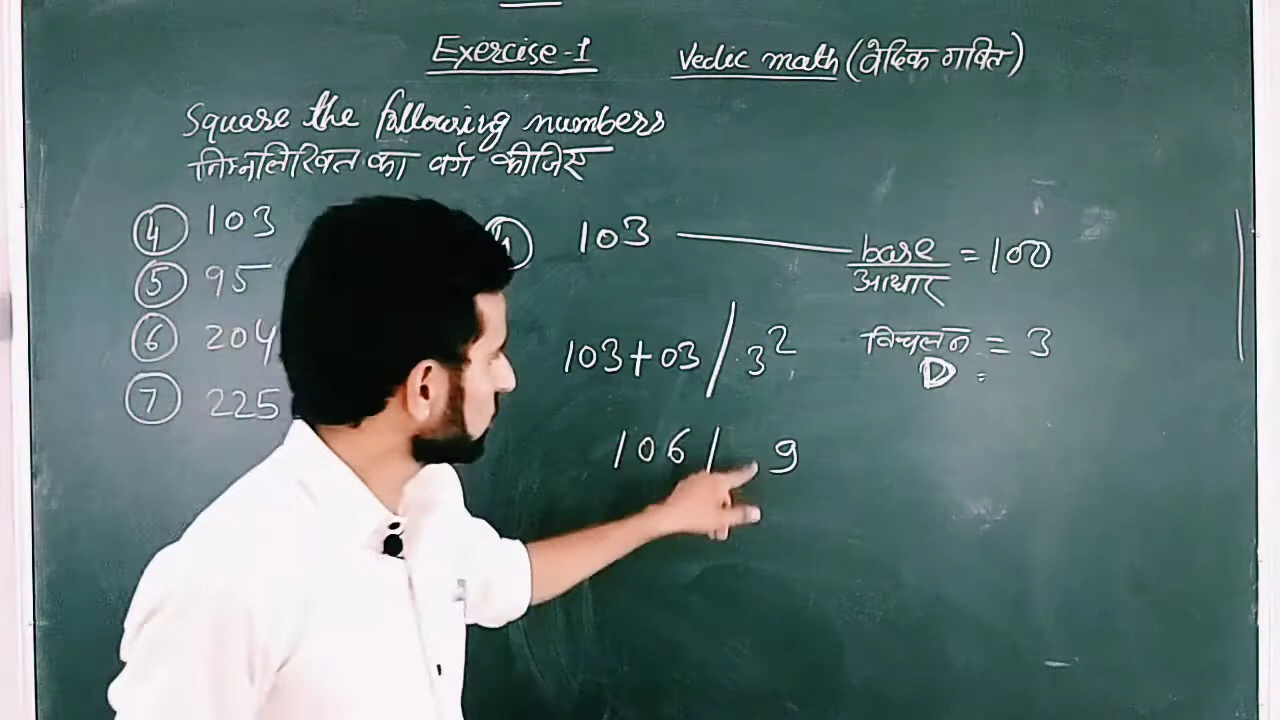 Exercise-1 Vedic math (वैदिक गणित)
Square the following numbers
निम्नलिखित का वर्ग कीजिए
④ 103
⑤ 95
⑥ 204
⑦ 225
④ 103 — base/आधार = 100
103+03 / 3² विचलन = 3
D =
106 / 9